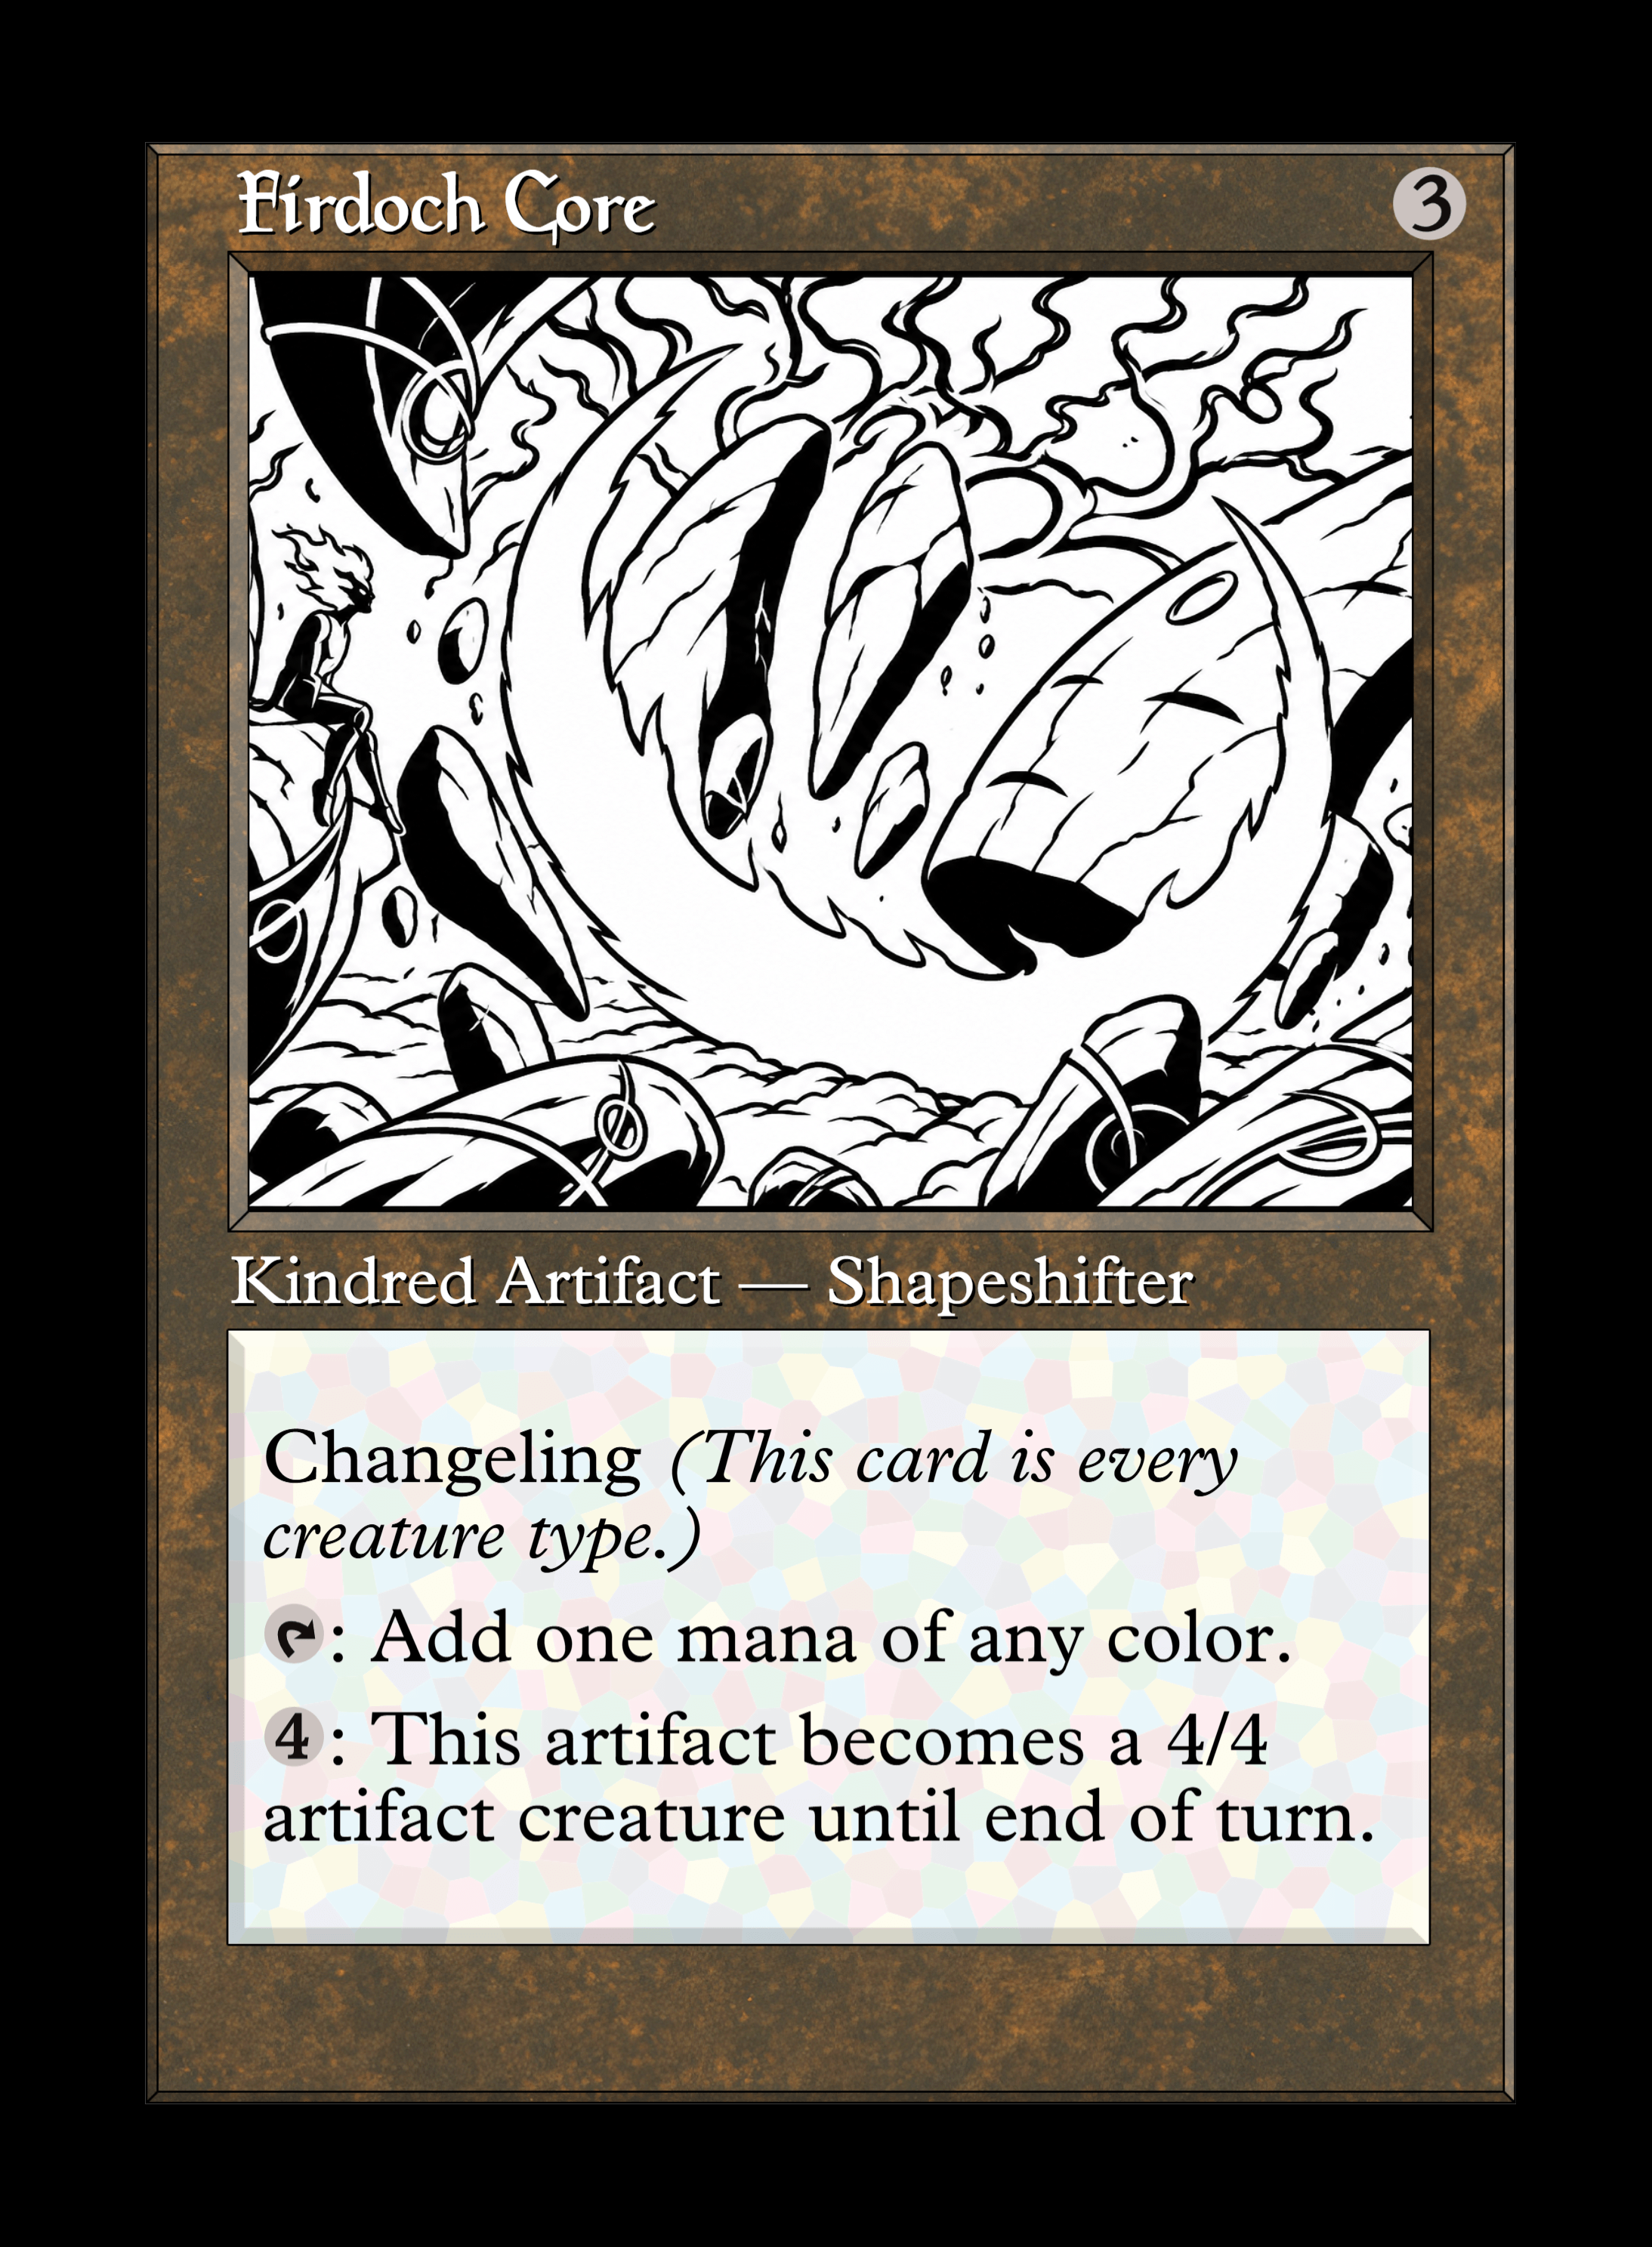 Firdoch Core
3
Kindred Artifact — Shapeshifter
Changeling (This card is every
creature type.)
: Add one mana of any color.
4: This artifact becomes a 4/4
artifact creature until end of turn.